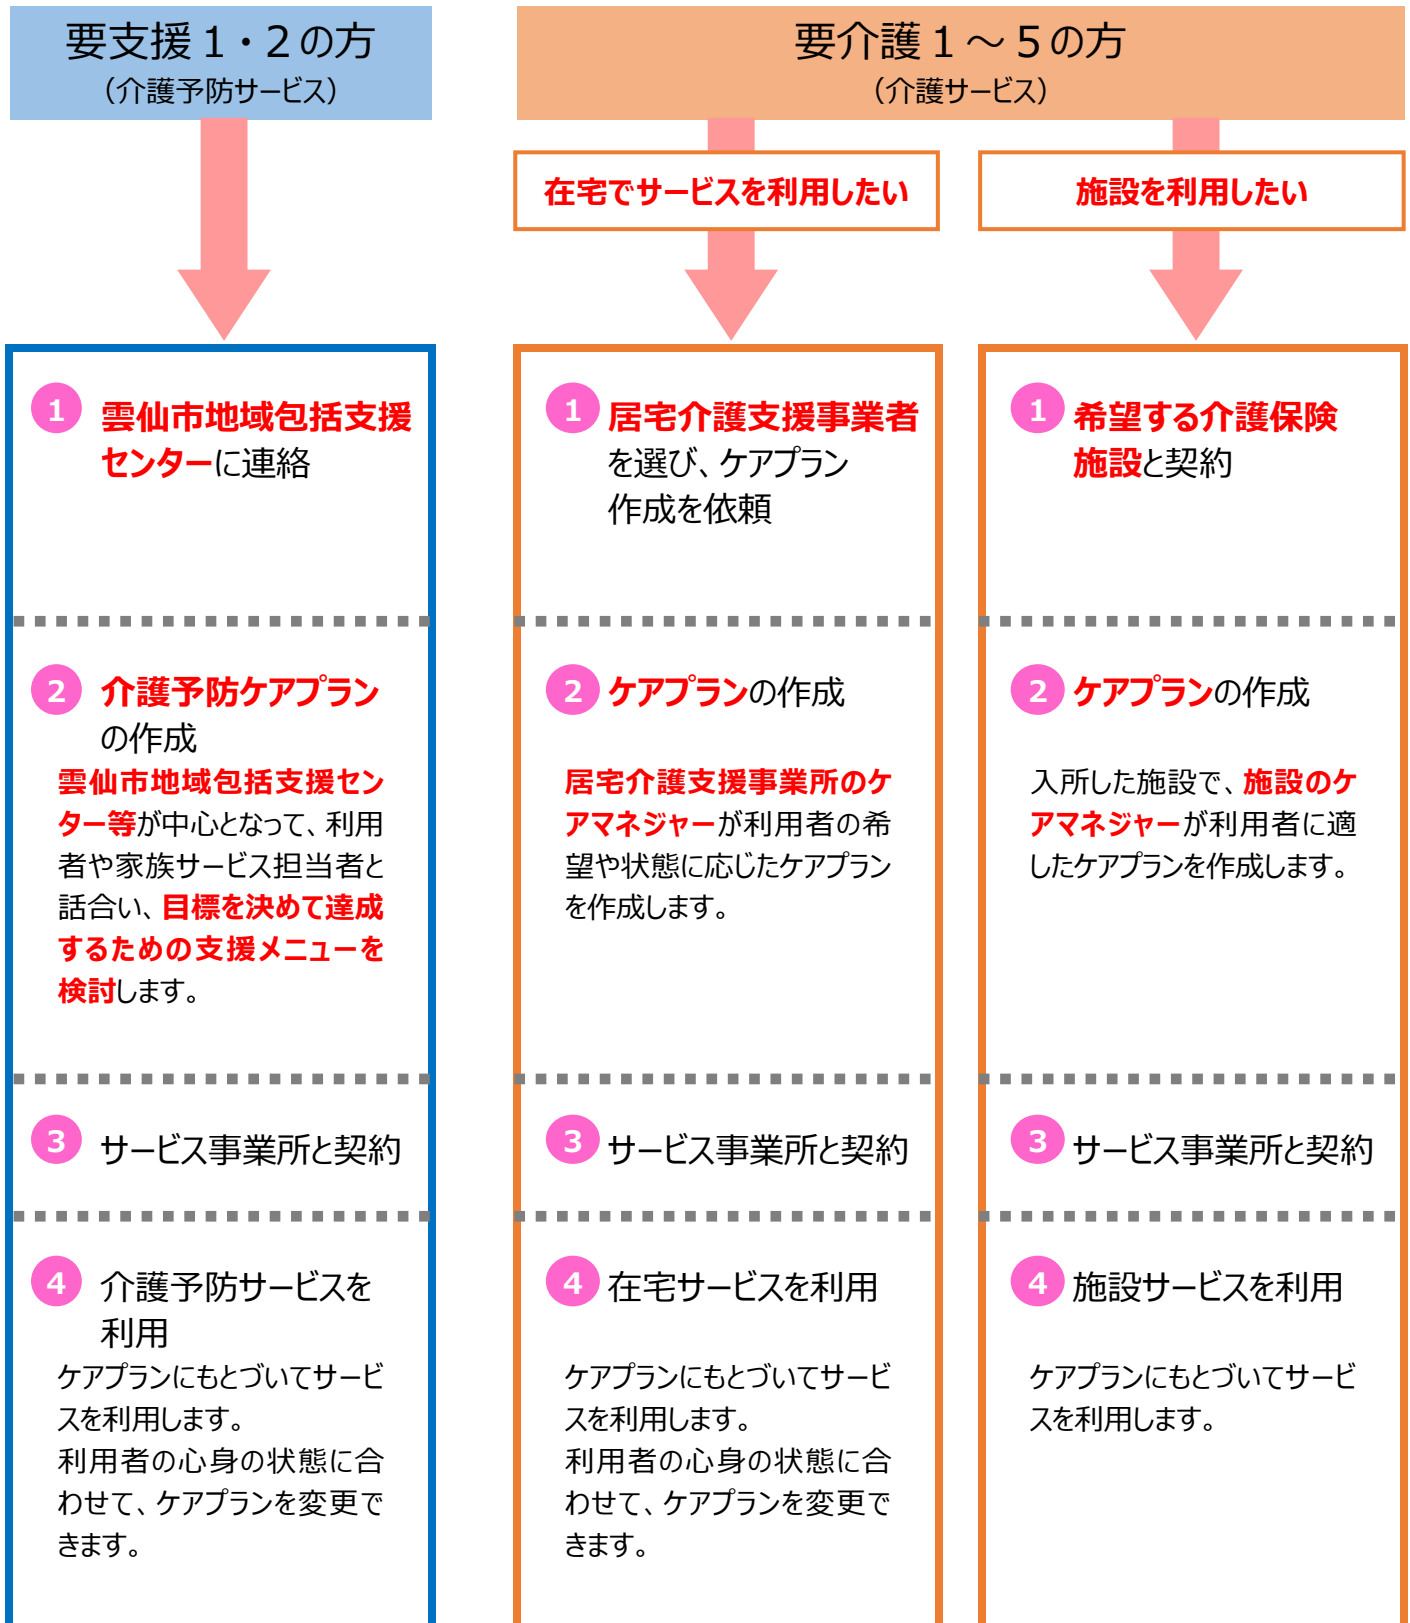 要支援１・２の方
（介護予防サービス）
要介護１～５の方
（介護サービス）
在宅でサービスを利用したい
施設を利用したい
1 雲仙市地域包括支援
センターに連絡
2 介護予防ケアプラン
の作成
雲仙市地域包括支援セン
ター等が中心となって、利用
者や家族サービス担当者と
話合い、目標を決めて達成
するための支援メニューを
検討します。
3 サービス事業所と契約
4 介護予防サービスを
利用
ケアプランにもとづいてサービ
スを利用します。
利用者の心身の状態に合
わせて、ケアプランを変更で
きます。
1 居宅介護支援事業者
を選び、ケアプラン
作成を依頼
2 ケアプランの作成
居宅介護支援事業所のケ
アマネジャーが利用者の希
望や状態に応じたケアプラン
を作成します。
3 サービス事業所と契約
4 在宅サービスを利用
ケアプランにもとづいてサービ
スを利用します。
利用者の心身の状態に合
わせて、ケアプランを変更で
きます。
1 希望する介護保険
施設と契約
2 ケアプランの作成
入所した施設で、施設のケ
アマネジャーが利用者に適
したケアプランを作成します。
3 サービス事業所と契約
4 施設サービスを利用
ケアプランにもとづいてサービ
スを利用します。